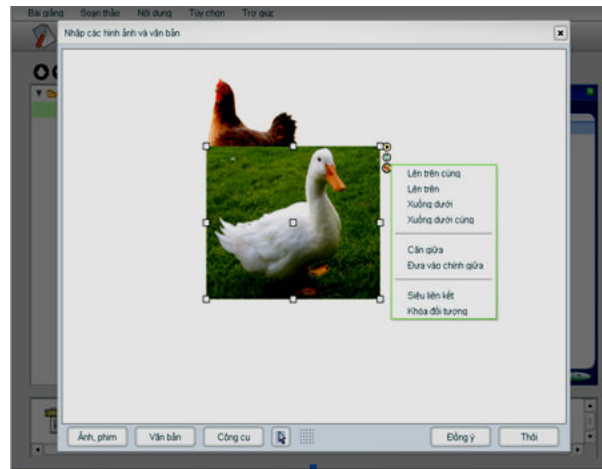 Bài giảng Soạn thảo Nội dung Tùy chọn Trợ giúp
Nhập các hình ảnh và văn bản
Lên trên cùng
Lên trên
Xuống dưới
Xuống dưới cùng
Căn giữa
Đưa vào chính giữa
Siêu liên kết
Khóa đối tượng
Ảnh, phim Văn bản Công cụ Đồng ý Thôi